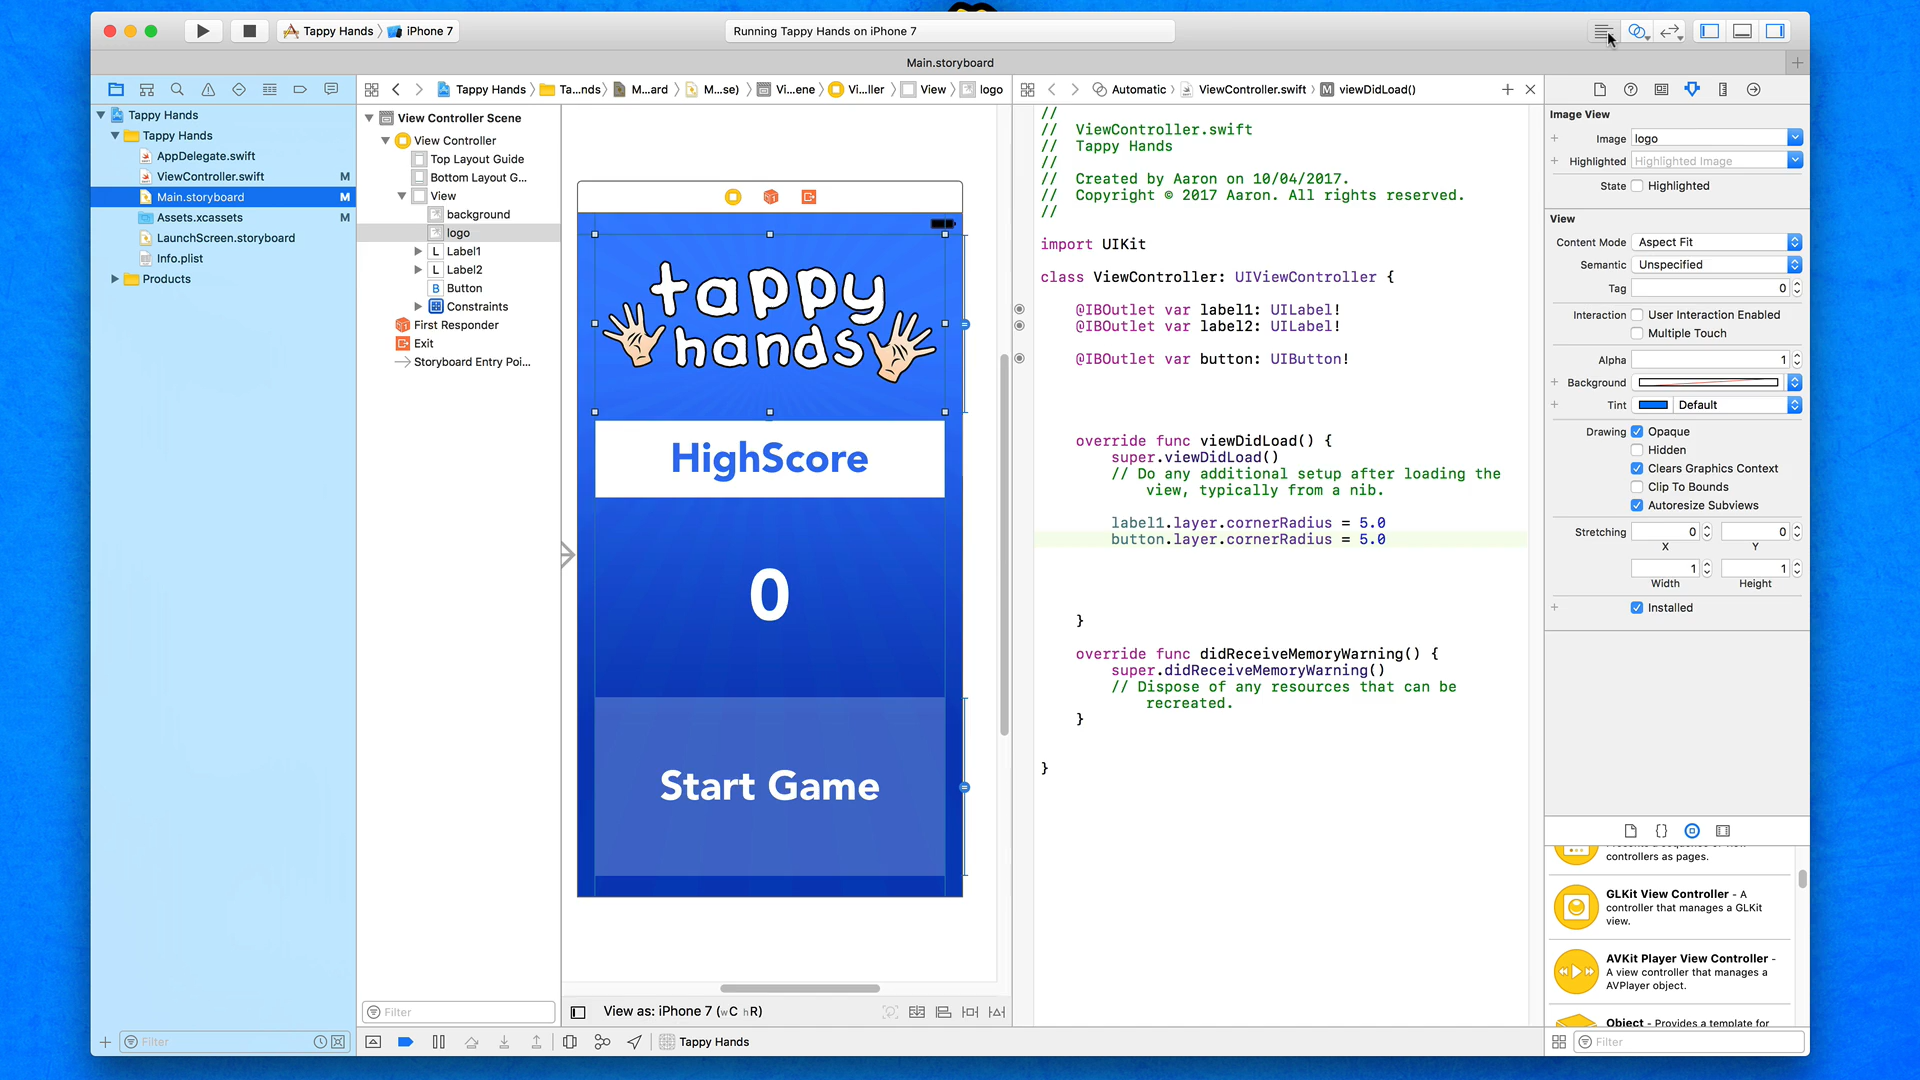 Tappy Hands
iPhone 7
Running Tappy Hands on iPhone 7
Main.storyboard
Tappy Hands
Tappy Hands
AppDelegate.swift
ViewController.swift M
Main.storyboard M
Assets.xcassets M
LaunchScreen.storyboard
Info.plist
Products
Filter
Tappy Hands
Ta...nds
M...ard
M...se)
Vi...ene
Vi...ller
View
logo
View Controller Scene
View Controller
Top Layout Guide
Bottom Layout G...
View
background
logo
L Label1
L Label2
B Button
Constraints
First Responder
Exit
Storyboard Entry Poi...
Filter
tappy
hands
HighScore
0
Start Game
View as: iPhone 7 (wC hR)
Tappy Hands
Automatic
ViewController.swift
M viewDidLoad()
//
// ViewController.swift
// Tappy Hands
//
// Created by Aaron on 10/04/2017.
// Copyright © 2017 Aaron. All rights reserved.
//
import UIKit
class ViewController: UIViewController {
@IBOutlet var label1: UILabel!
@IBOutlet var label2: UILabel!
@IBOutlet var button: UIButton!
override func viewDidLoad() {
super.viewDidLoad()
// Do any additional setup after loading the
view, typically from a nib.
label1.layer.cornerRadius = 5.0
button.layer.cornerRadius = 5.0
}
override func didReceiveMemoryWarning() {
super.didReceiveMemoryWarning()
// Dispose of any resources that can be
recreated.
}
}
Image View
Image logo
Highlighted Highlighted Image
State Highlighted
View
Content Mode Aspect Fit
Semantic Unspecified
Tag 0
Interaction User Interaction Enabled
Multiple Touch
Alpha 1
Background
Tint Default
Drawing Opaque
Hidden
Clears Graphics Context
Clip To Bounds
Autoresize Subviews
Stretching 0 0
X Y
1 1
Width Height
Installed
controllers as pages.
GLKit View Controller - A
controller that manages a GLKit
view.
AVKit Player View Controller -
A view controller that manages a
AVPlayer object.
Object - Provides a template for
Filter